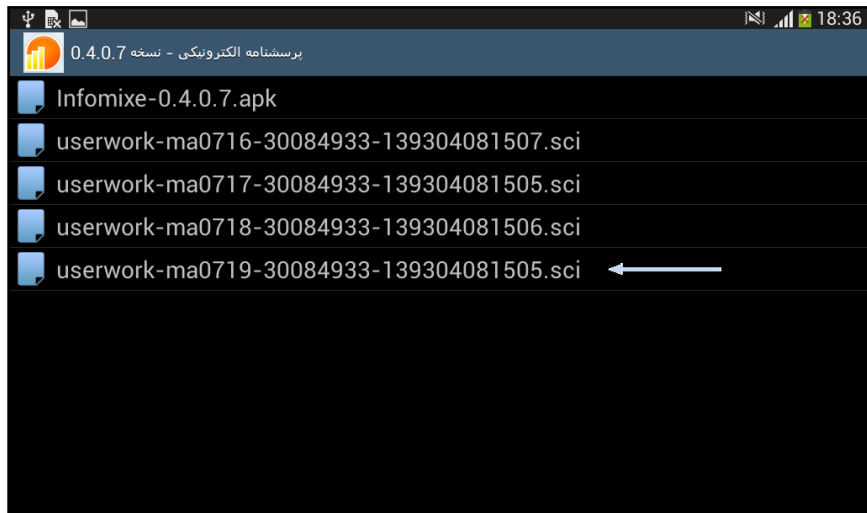 18:36
پرسشنامه الکترونیکی - نسخه 0.4.0.7
Infomixe-0.4.0.7.apk
userwork-ma0716-30084933-139304081507.sci
userwork-ma0717-30084933-139304081505.sci
userwork-ma0718-30084933-139304081506.sci
userwork-ma0719-30084933-139304081505.sci